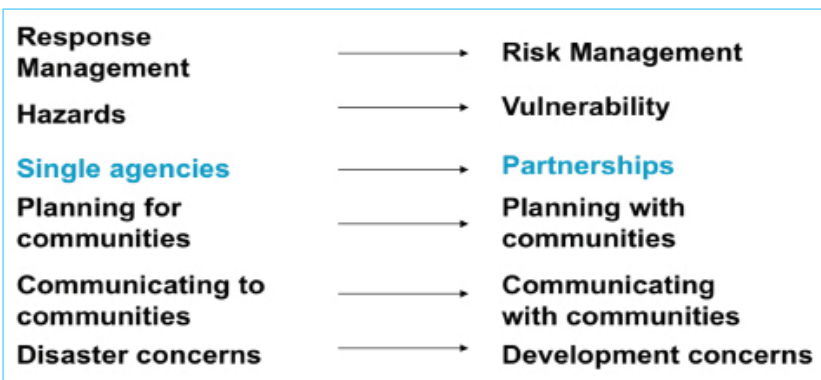 Response
Management
Risk Management
Hazards
Vulnerability
Single agencies
Partnerships
Planning for
communities
Planning with
communities
Communicating to
communities
Communicating
with communities
Disaster concerns
Development concerns